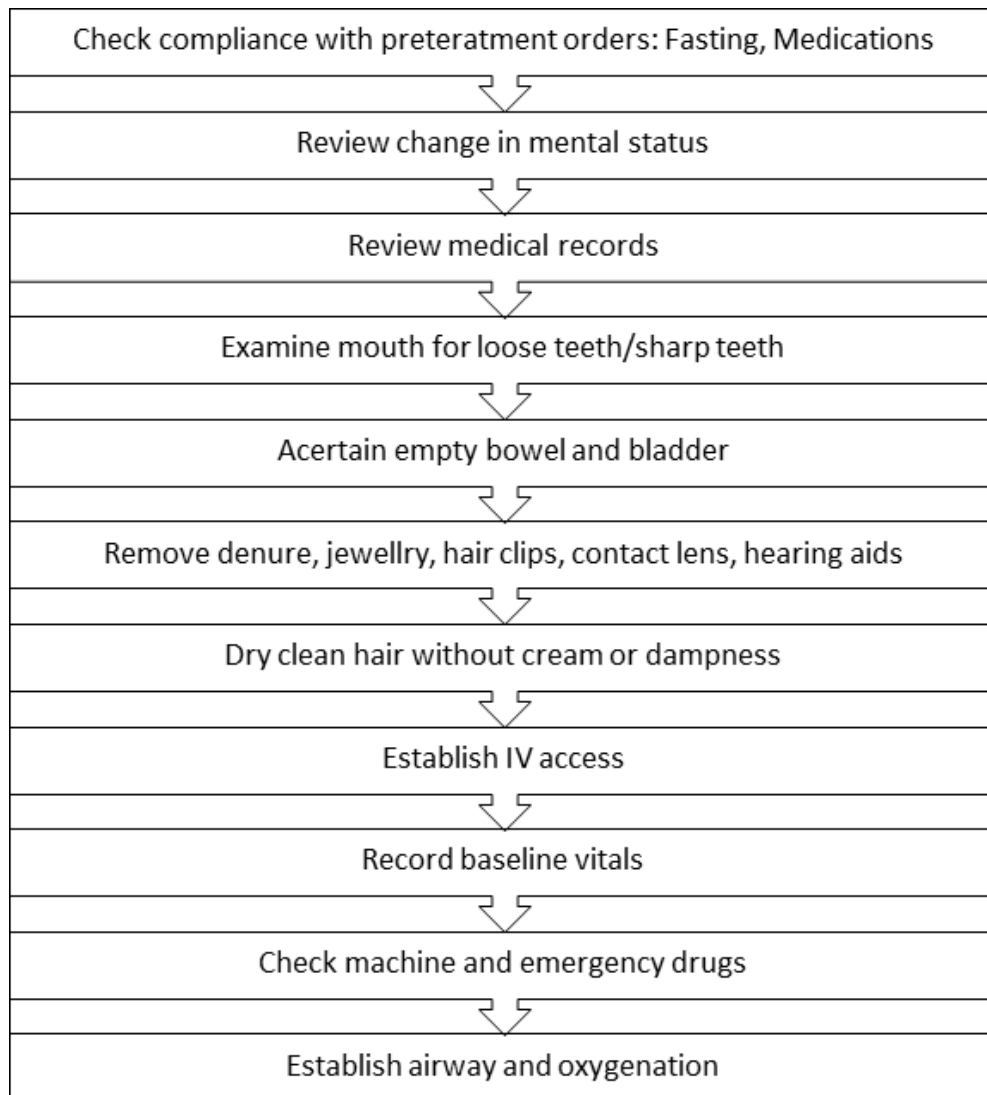 Check compliance with preteratment orders: Fasting, Medications
Review change in mental status
Review medical records
Examine mouth for loose teeth/sharp teeth
Acertain empty bowel and bladder
Remove denure, jewellry, hair clips, contact lens, hearing aids
Dry clean hair without cream or dampness
Establish IV access
Record baseline vitals
Check machine and emergency drugs
Establish airway and oxygenation